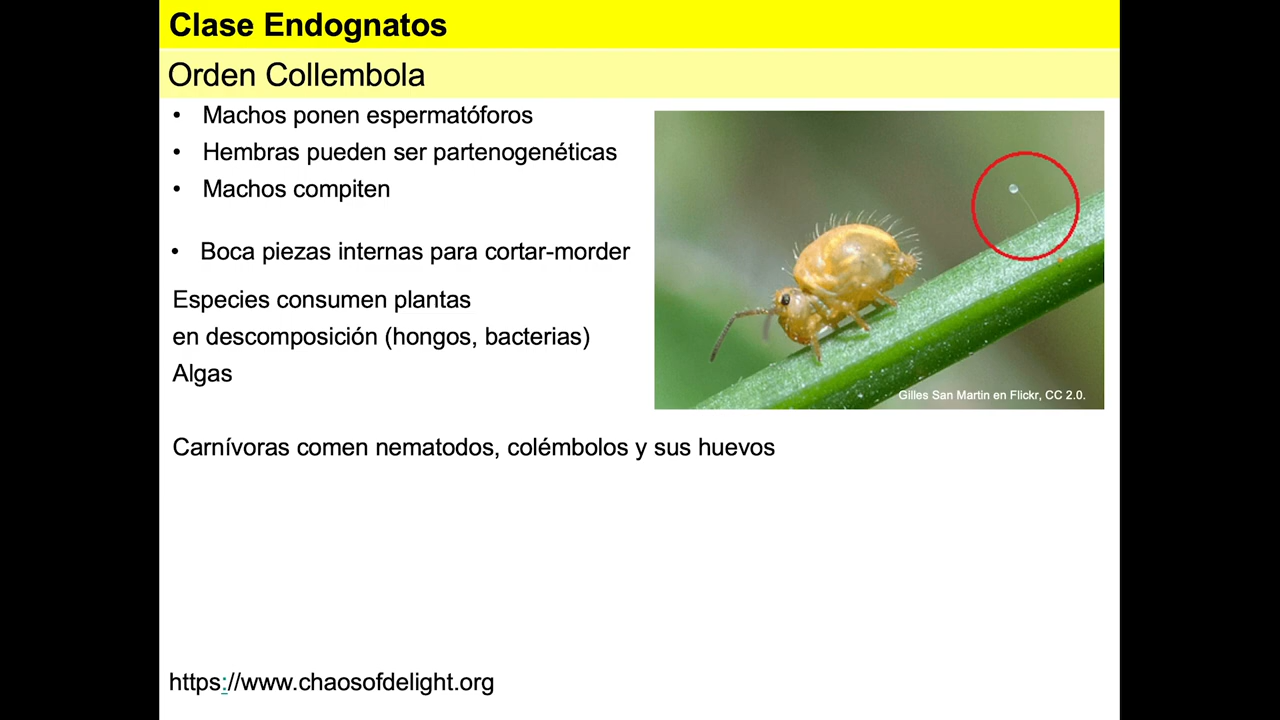 Clase Endognatos
Orden Collembola
• Machos ponen espermatóforos
• Hembras pueden ser partenogenéticas
• Machos compiten
• Boca piezas internas para cortar-morder
Especies consumen plantas
en descomposición (hongos, bacterias)
Algas
Gilles San Martin en Flickr, CC 2.0.
Carnívoras comen nematodos, colémbolos y sus huevos
https://www.chaosofdelight.org